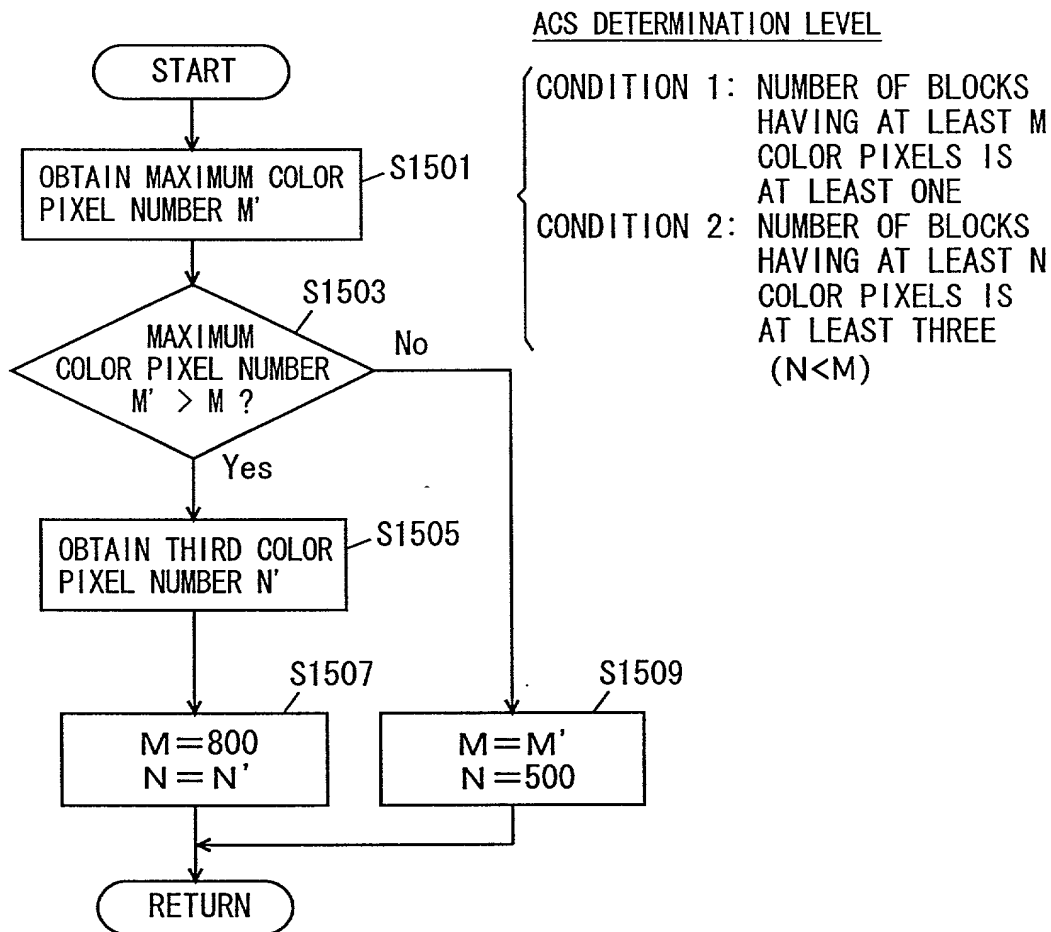 ACS DETERMINATION LEVEL
CONDITION 1: NUMBER OF BLOCKS
HAVING AT LEAST M
COLOR PIXELS IS
AT LEAST ONE
CONDITION 2: NUMBER OF BLOCKS
HAVING AT LEAST N
COLOR PIXELS IS
AT LEAST THREE
(N<M)
START
OBTAIN MAXIMUM COLOR
PIXEL NUMBER M'
S1501
S1503
MAXIMUM
COLOR PIXEL NUMBER
M' > M ?
No
Yes
OBTAIN THIRD COLOR
PIXEL NUMBER N'
S1505
S1507
M=800
N=N'
S1509
M=M'
N=500
RETURN